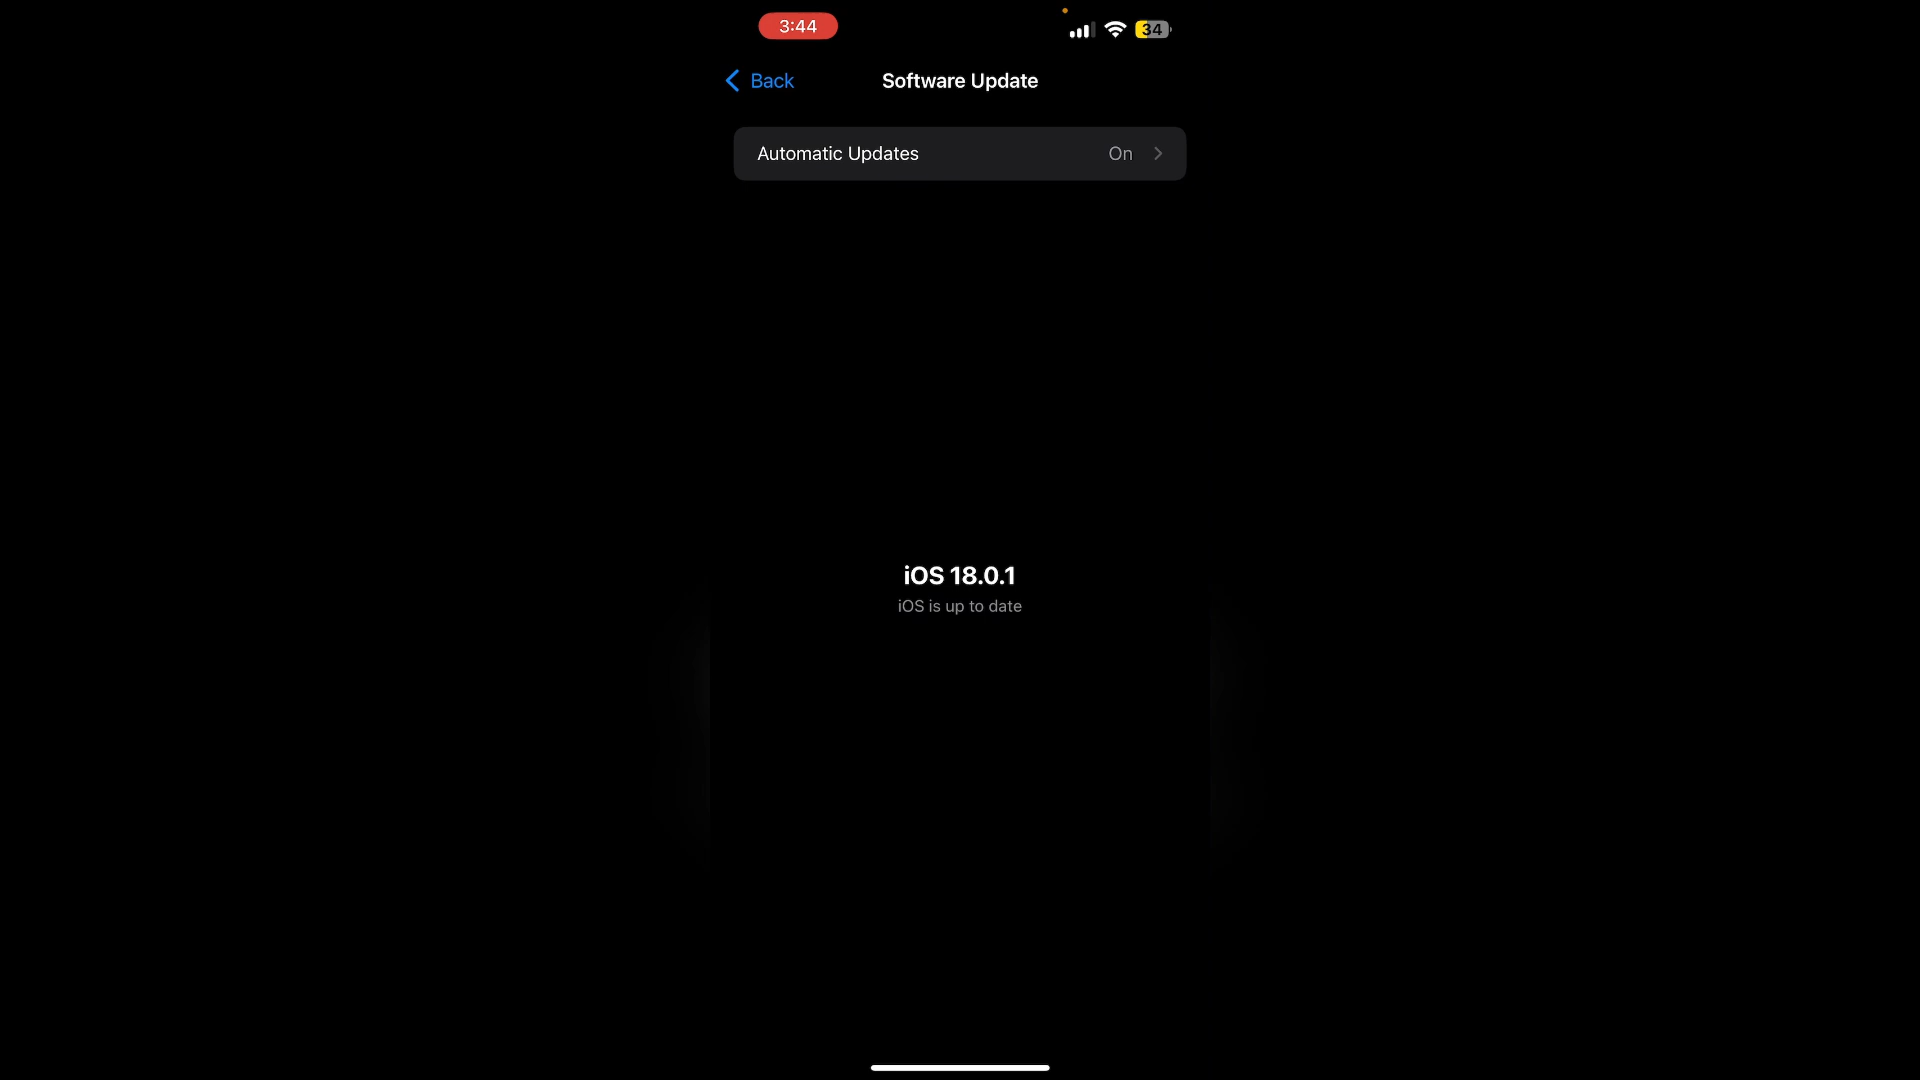 3:44
34
Back
Software Update
Automatic Updates On
iOS 18.0.1
iOS is up to date